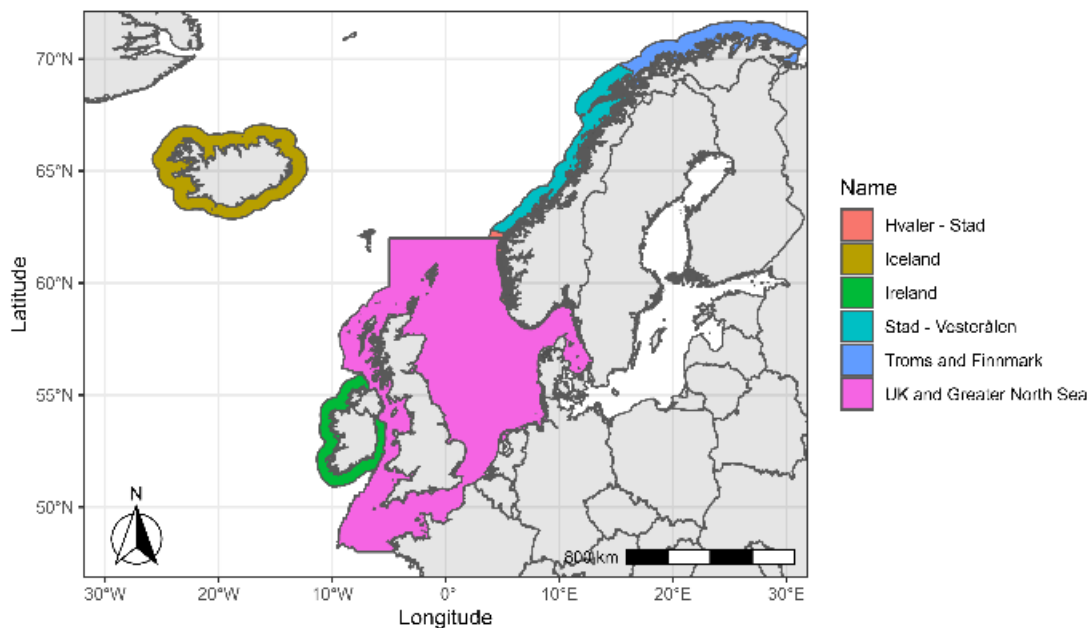 70°N
65°N
60°N
55°N
50°N
Latitude
30°W
20°W
10°W
0°
10°E
20°E
30°E
Longitude
N
800 km
Name
Hvaler - Stad
Iceland
Ireland
Stad - Vesterålen
Troms and Finnmark
UK and Greater North Sea